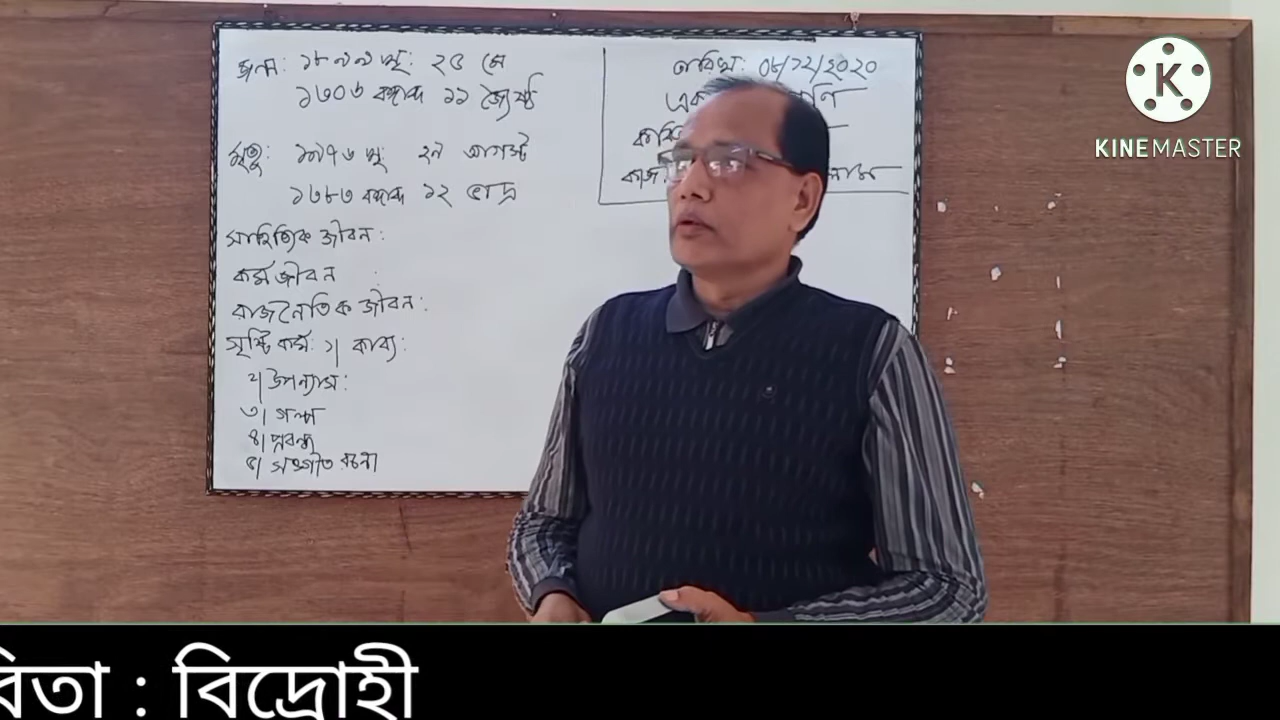 জন্ম: ১৮৯৯ খৃ: ২৫ মে
১৩০৬ বঙ্গাব্দ ১১ জ্যৈষ্ঠ
মৃত্যু: ১৯৭৬ খৃ: ২৯ আগস্ট
১৩৮৩ বঙ্গাব্দ ১২ ভাদ্র
সাহিত্যিক জীবন:
কর্মজীবন :
রাজনৈতিক জীবন:
সৃষ্টি কর্ম: ১| কাব্য:
২| উপন্যাস:
৩| গল্প
৪| প্রবন্ধ
৫| সঙ্গীত রচনা
তারিখ: ০৮/১২/২০২০
KINEMASTER
বিতা : বিদ্রোহী